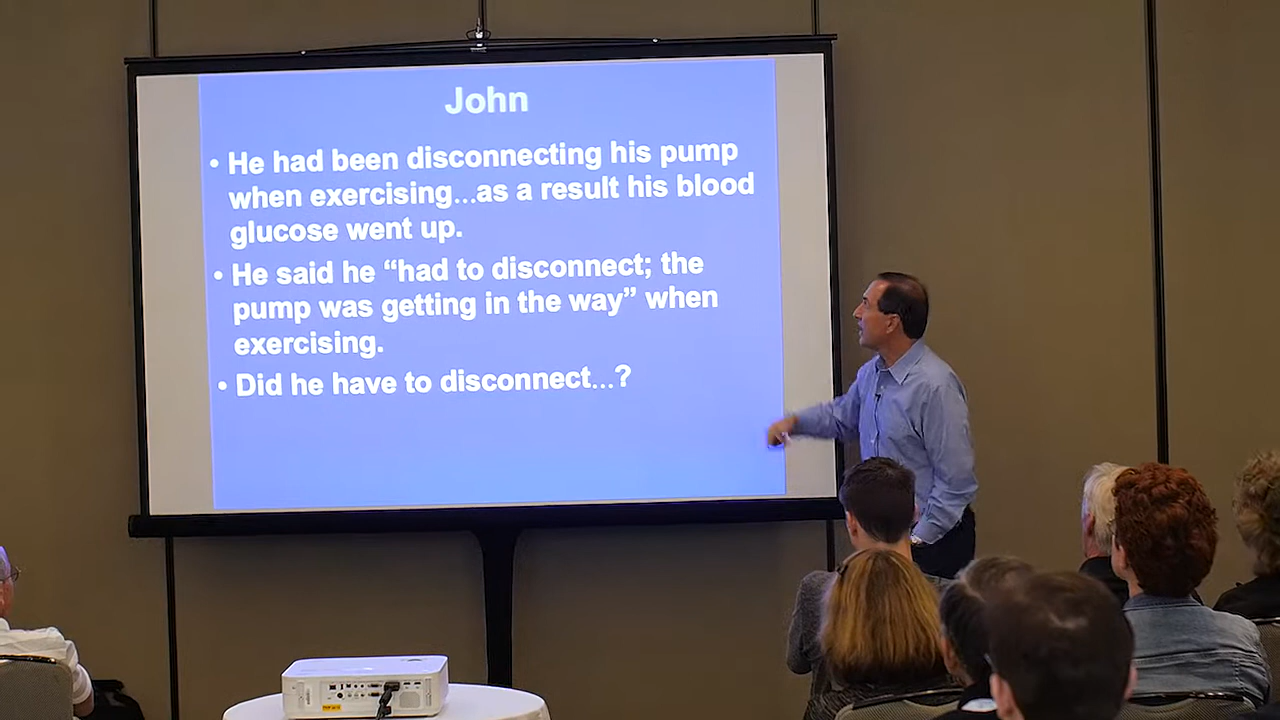 John
• He had been disconnecting his pump
when exercising...as a result his blood
glucose went up.
• He said he “had to disconnect; the
pump was getting in the way” when
exercising.
• Did he have to disconnect...?